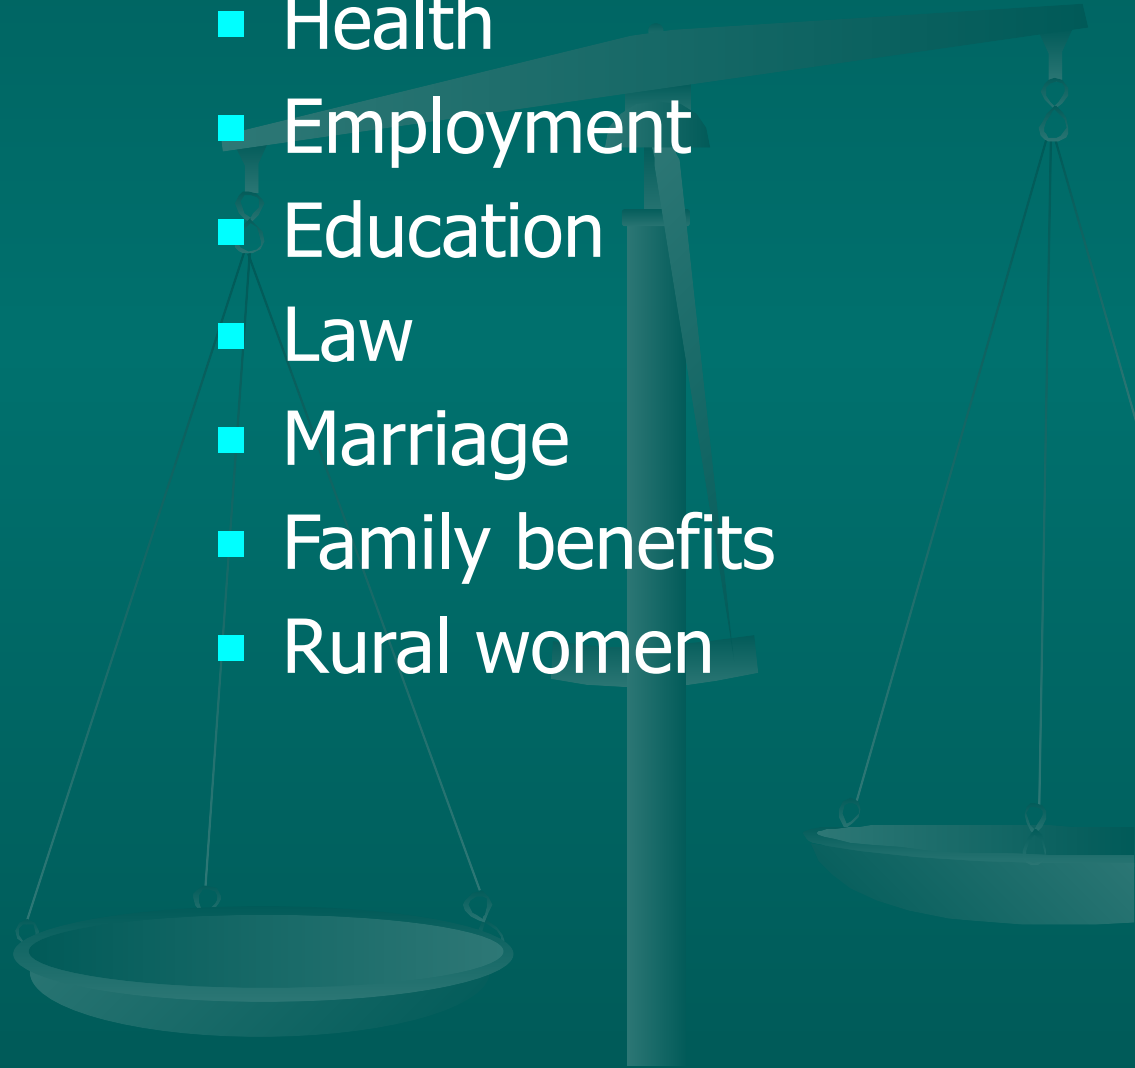 Health
Employment
Education
Law
Marriage
Family benefits
Rural women